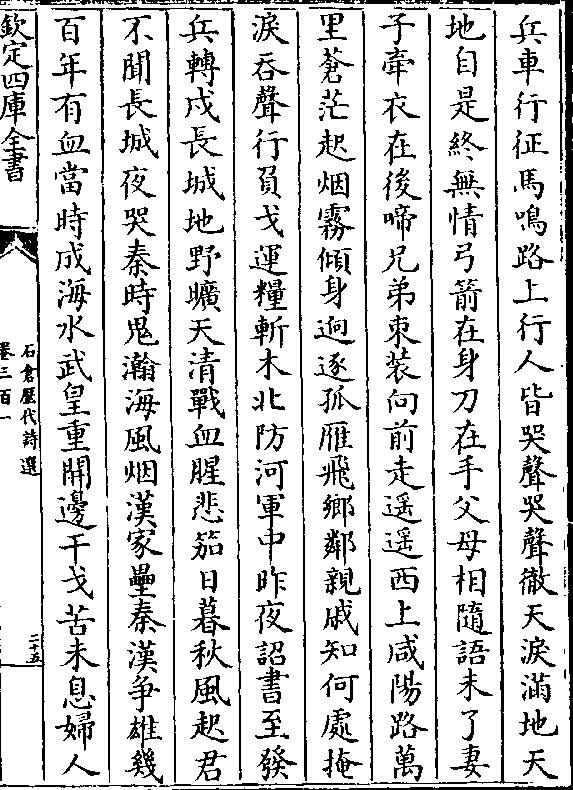 兵車行征馬鳴路上行人皆哭聲哭聲徹天淚滿地天
地自是終無情弓箭在身刀在手父母相隨語未了妻
子牽衣在後啼兄弟束装向前走遥遥西上咸陽路萬
里蒼茫起烟霧傾身逈逐孤雁飛鄉鄰親戚知何處掩
淚吞聲行負戈運糧斬木北防河軍中昨夜詔書至發
兵轉戍長城地野曠天清戰血腥悲笳日暮秋風起君
不聞長城夜哭秦時鬼瀚海風烟漢家壘秦漢争雄幾
百年有血當時成海水武皇重開邊干戈苦未息婦人
欽定四庫全書
石倉歷代詩選
卷三百一
二十五